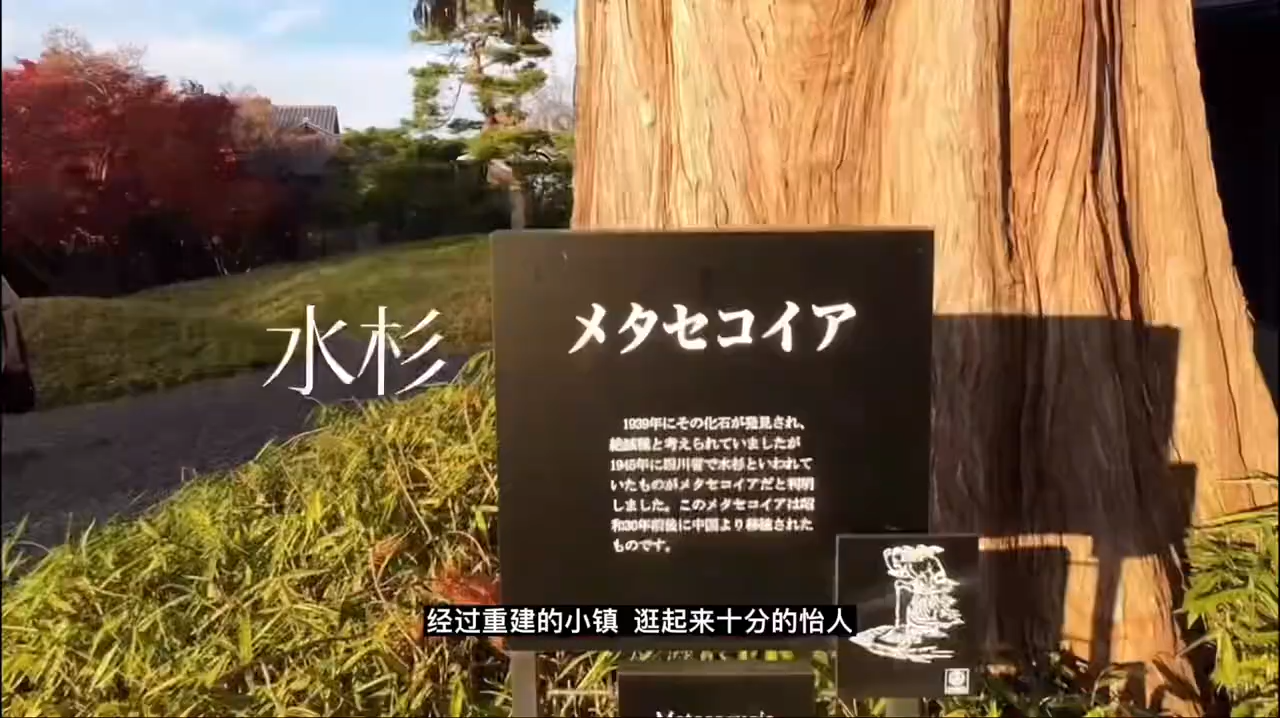 水杉
メタセコイア
1939年にその化石が発見され、
絶滅種と考えられていましたが
1945年に四川省で水杉といわれて
いたものがメタセコイアだと判明
しました。このメタセコイアは昭
和30年前後に中国より移植された
ものです。
经过重建的小镇 逛起来十分的怡人